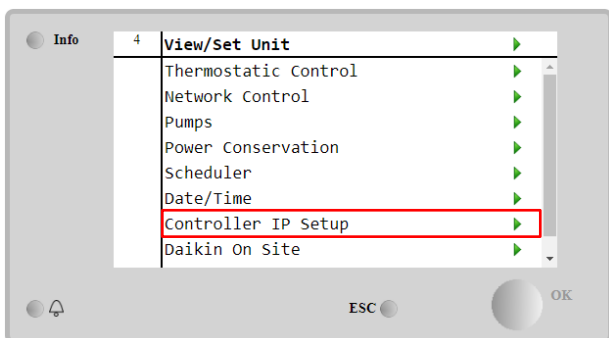 Info
4 View/Set Unit
Thermostatic Control
Network Control
Pumps
Power Conservation
Scheduler
Date/Time
Controller IP Setup
Daikin On Site
ESC
OK